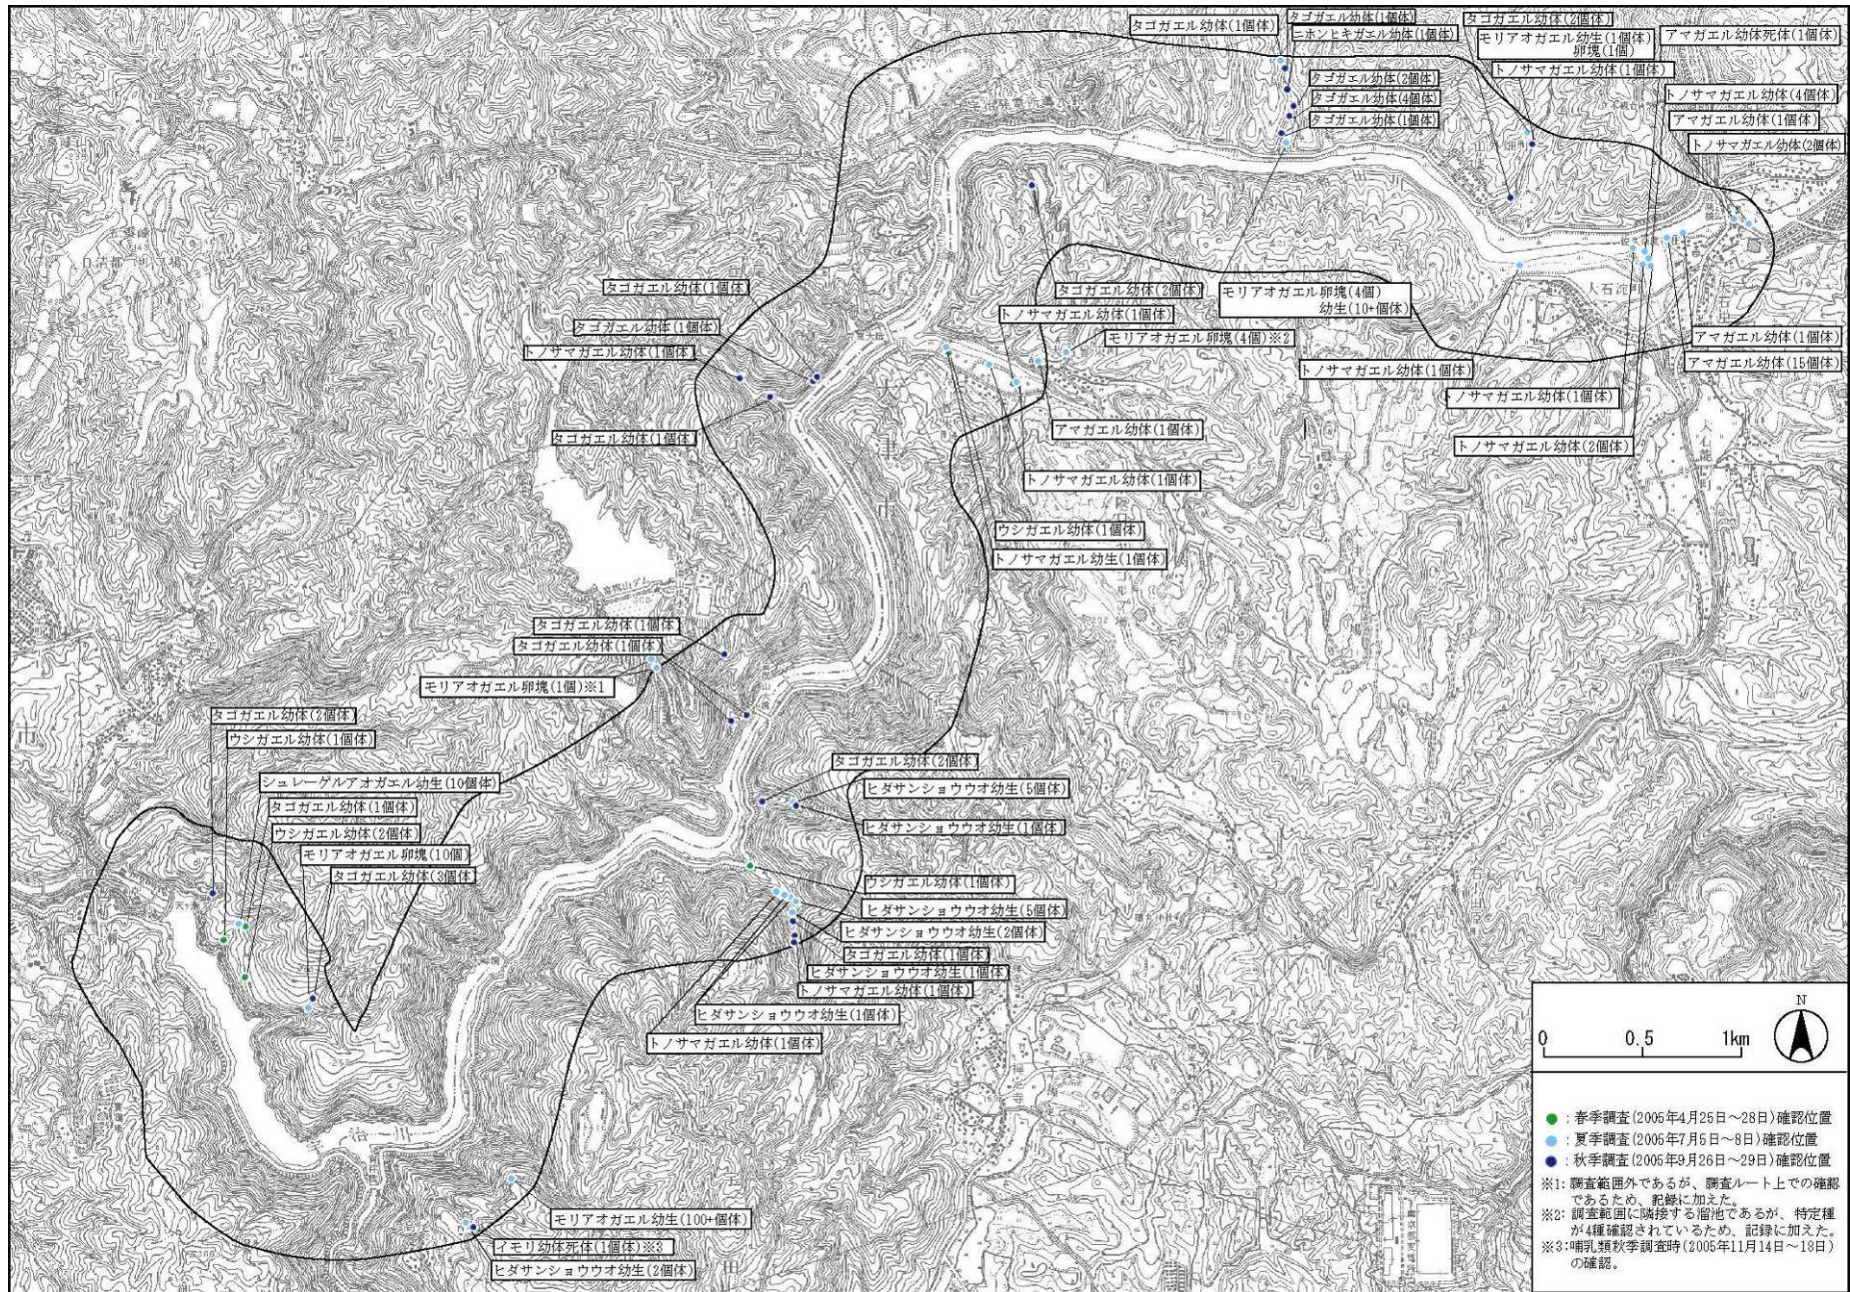 タゴガエル幼体(1個体)
タゴガエル幼体(1個体)
ニホンヒキガエル幼体(1個体)
タゴガエル幼体(2個体)
モリアオガエル幼生(1個体)
卵塊(1個)
アマガエル幼体死体(1個体)
トノサマガエル幼体(1個体)
タゴガエル幼体(2個体)
タゴガエル幼体(4個体)
タゴガエル幼体(1個体)
トノサマガエル幼体(4個体)
アマガエル幼体(1個体)
トノサマガエル幼体(2個体)
タゴガエル幼体(1個体)
タゴガエル幼体(1個体)
トノサマガエル幼体(1個体)
タゴガエル幼体(1個体)
タゴガエル幼体(2個体)
トノサマガエル幼体(1個体)
モリアオガエル卵塊(4個)※2
モリアオガエル卵塊(4個)
幼生(10+個体)
アマガエル幼体(1個体)
アマガエル幼体(15個体)
トノサマガエル幼体(1個体)
トノサマガエル幼体(1個体)
トノサマガエル幼体(2個体)
アマガエル幼体(1個体)
トノサマガエル幼体(1個体)
ウシガエル幼体(1個体)
トノサマガエル幼生(1個体)
大石淀町
大津市
タゴガエル幼体(1個体)
タゴガエル幼体(1個体)
モリアオガエル卵塊(1個)※1
タゴガエル幼体(2個体)
ウシガエル幼体(1個体)
シュレーゲルアオガエル幼生(10個体)
タゴガエル幼体(1個体)
ウシガエル幼体(2個体)
モリアオガエル卵塊(10個)
タゴガエル幼体(3個体)
タゴガエル幼体(2個体)
ヒダサンショウウオ幼生(5個体)
ヒダサンショウウオ幼生(1個体)
ウシガエル幼体(1個体)
ヒダサンショウウオ幼生(5個体)
ヒダサンショウウオ幼生(2個体)
タゴガエル幼体(1個体)
ヒダサンショウウオ幼生(1個体)
トノサマガエル幼体(1個体)
ヒダサンショウウオ幼生(1個体)
トノサマガエル幼体(1個体)
モリアオガエル幼生(100+個体)
イモリ幼体死体(1個体)※3
ヒダサンショウウオ幼生(2個体)
N
0 0.5 1km
：春季調査(2005年4月25日～28日)確認位置
：夏季調査(2005年7月5日～8日)確認位置
：秋季調査(2005年9月26日～29日)確認位置
※1：調査範囲外であるが、調査ルート上での確認
であるため、記録に加えた。
※2：調査範囲に隣接する溜池であるが、特定種
が4種確認されているため、記録に加えた。
※3：哺乳類秋季調査時(2005年11月14日～18日)
の確認。